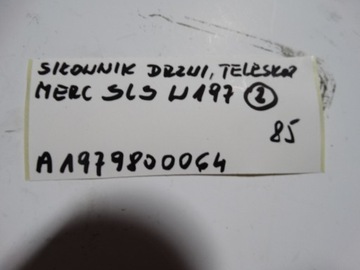 SIŁOWNIK DRZWI, TELESKOP
MERC SLS W197 2
85
A1979800064